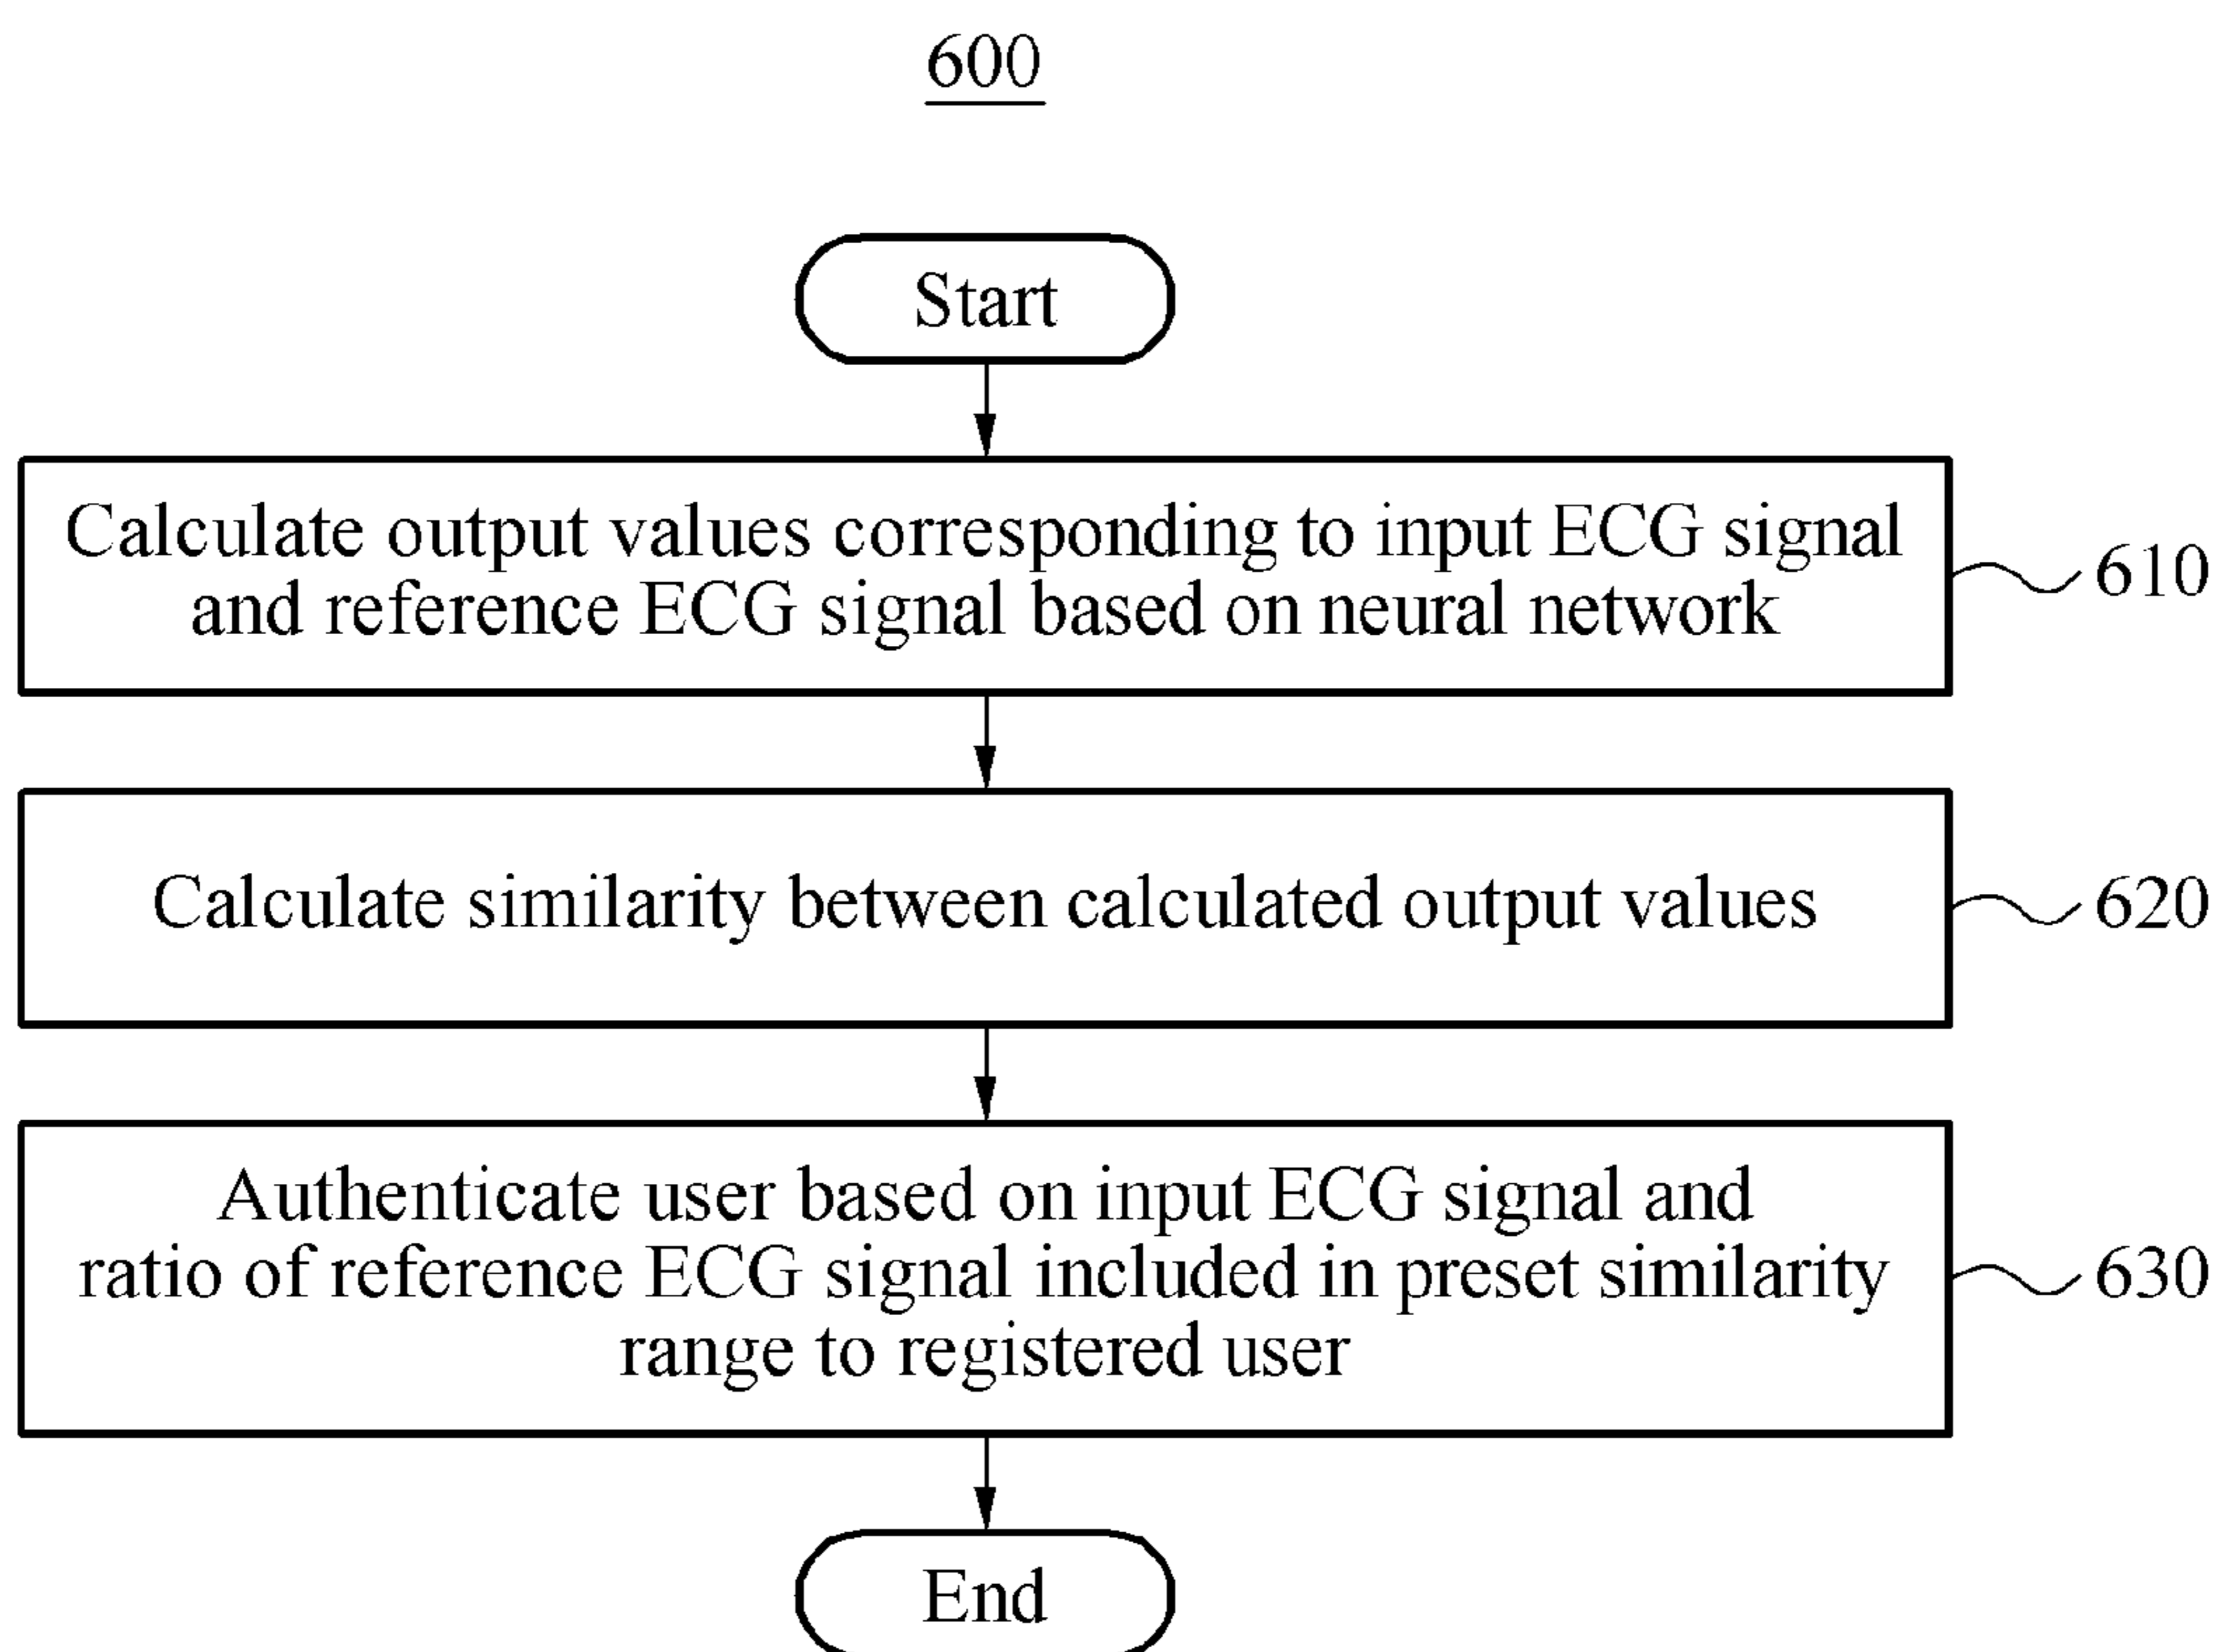 600
Start
Calculate output values corresponding to input ECG signal
and reference ECG signal based on neural network
610
Calculate similarity between calculated output values
620
Authenticate user based on input ECG signal and
ratio of reference ECG signal included in preset similarity
range to registered user
630
End